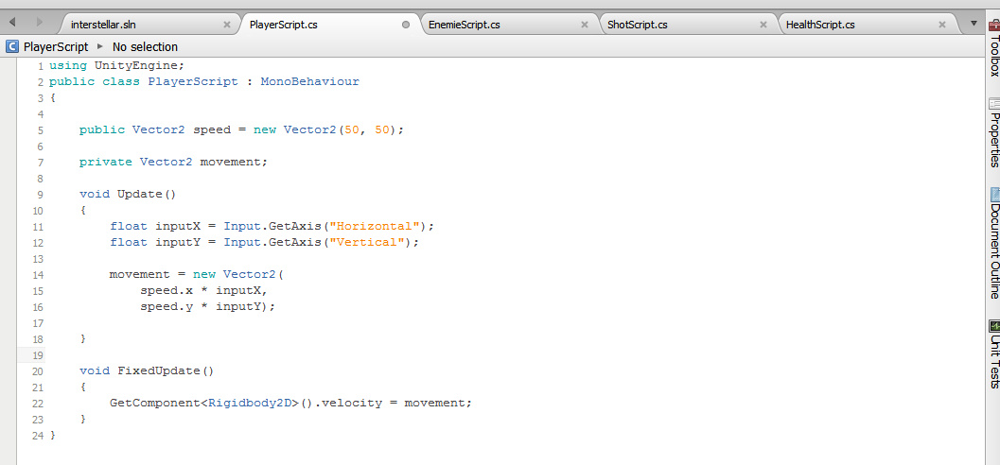 interstellar.sln PlayerScript.cs EnemieScript.cs ShotScript.cs HealthScript.cs
C PlayerScript No selection
1 using UnityEngine;
2 public class PlayerScript : MonoBehaviour
3 {
4
5 public Vector2 speed = new Vector2(50, 50);
6
7 private Vector2 movement;
8
9 void Update()
10 {
11 float inputX = Input.GetAxis("Horizontal");
12 float inputY = Input.GetAxis("Vertical");
13
14 movement = new Vector2(
15 speed.x * inputX,
16 speed.y * inputY);
17
18 }
19
20 void FixedUpdate()
21 {
22 GetComponent<Rigidbody2D>().velocity = movement;
23 }
24 }
Toolbox
Properties
Document Outline
Unit Tests